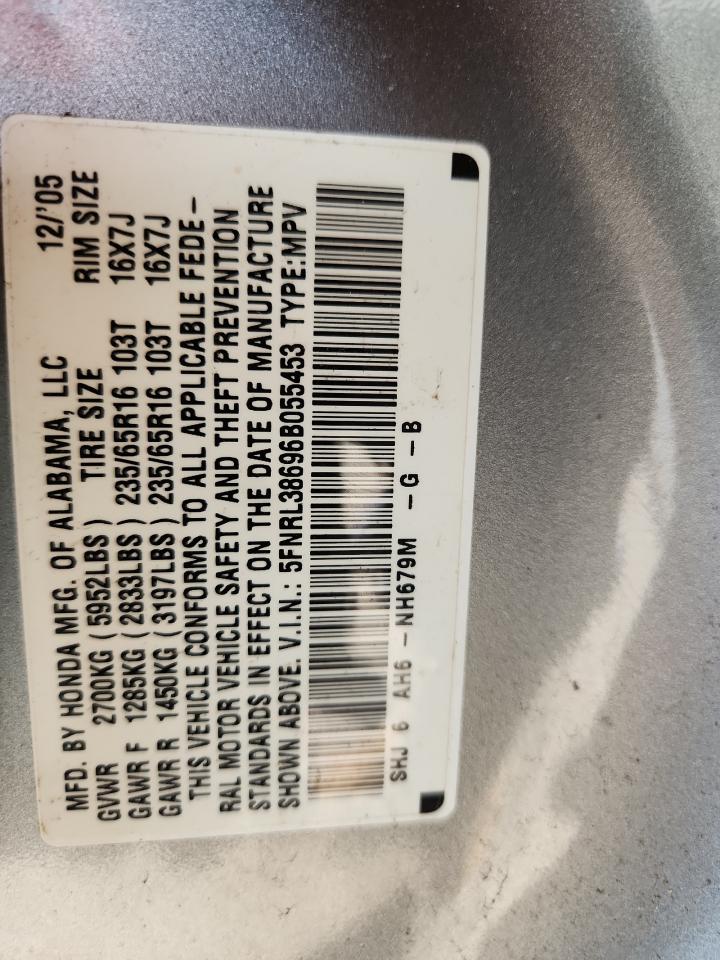 MFD. BY HONDA MFG. OF ALABAMA, LLC 12/'05
GVWR 2700KG (5952LBS) TIRE SIZE RIM SIZE
GAWR F 1285KG (2833LBS) 235/65R16 103T 16X7J
GAWR R 1450KG (3197LBS) 235/65R16 103T 16X7J
THIS VEHICLE CONFORMS TO ALL APPLICABLE FEDE-
RAL MOTOR VEHICLE SAFETY AND THEFT PREVENTION
STANDARDS IN EFFECT ON THE DATE OF MANUFACTURE
SHOWN ABOVE. V.I.N.: 5FNRL38696B055453 TYPE:MPV
SHJ 6 AH6 -NH679M -G -B